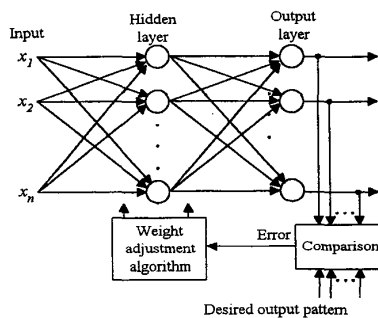 Input
Hidden
layer
Output
layer
x1
x2
xn
Weight
adjustment
algorithm
Error
Comparison
Desired output pattern